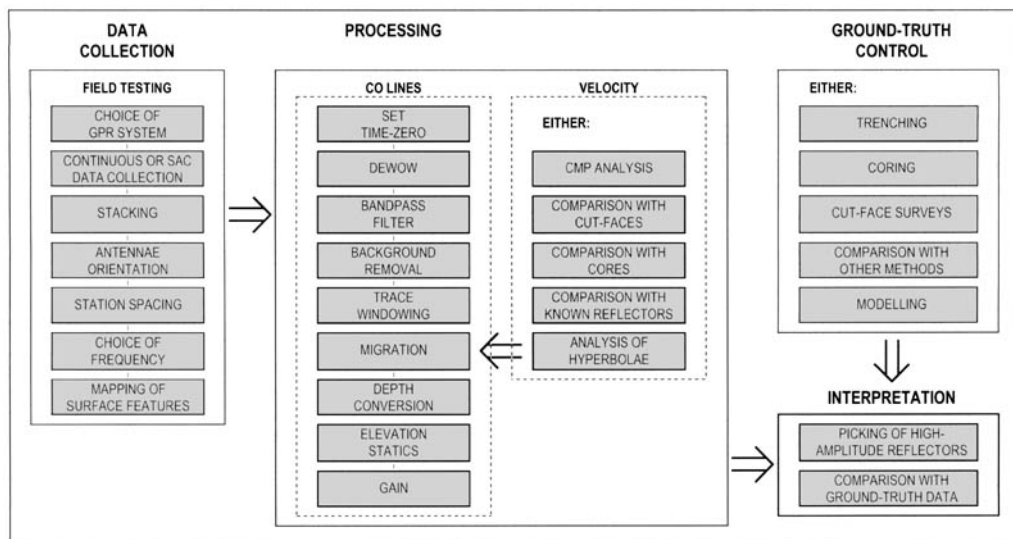 DATA
COLLECTION
FIELD TESTING
CHOICE OF
GPR SYSTEM
CONTINUOUS OR SAC
DATA COLLECTION
STACKING
ANTENNAE
ORIENTATION
STATION SPACING
CHOICE OF
FREQUENCY
MAPPING OF
SURFACE FEATURES
PROCESSING
CO LINES
SET
TIME-ZERO
DEWOW
BANDPASS
FILTER
BACKGROUND
REMOVAL
TRACE
WINDOWING
MIGRATION
DEPTH
CONVERSION
ELEVATION
STATICS
GAIN
VELOCITY
EITHER:
CMP ANALYSIS
COMPARISON WITH
CUT-FACES
COMPARISON WITH
CORES
COMPARISON WITH
KNOWN REFLECTORS
ANALYSIS OF
HYPERBOLAE
GROUND-TRUTH
CONTROL
EITHER:
TRENCHING
CORING
CUT-FACE SURVEYS
COMPARISON WITH
OTHER METHODS
MODELLING
INTERPRETATION
PICKING OF HIGH-
AMPLITUDE REFLECTORS
COMPARISON WITH
GROUND-TRUTH DATA